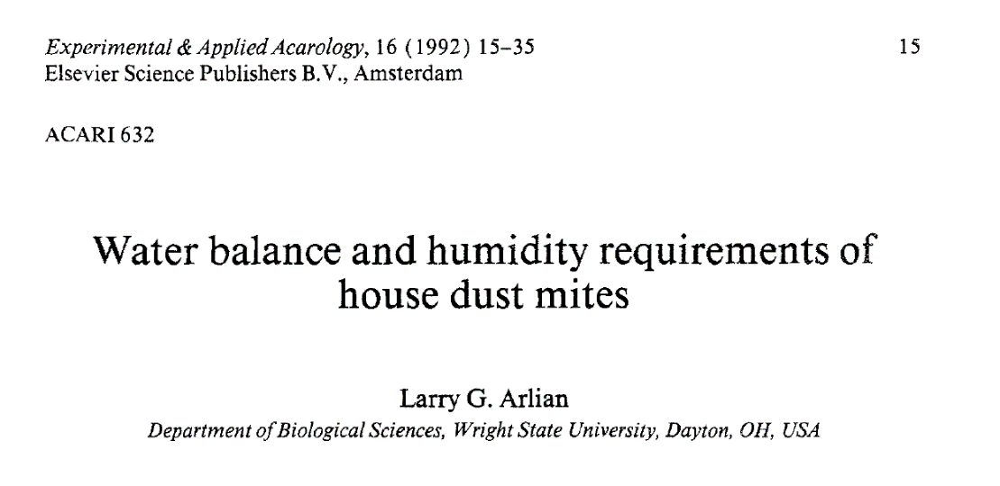 Experimental & Applied Acarology, 16 (1992) 15–35 15
Elsevier Science Publishers B.V., Amsterdam
ACARI 632
Water balance and humidity requirements of
house dust mites
Larry G. Arlian
Department of Biological Sciences, Wright State University, Dayton, OH, USA